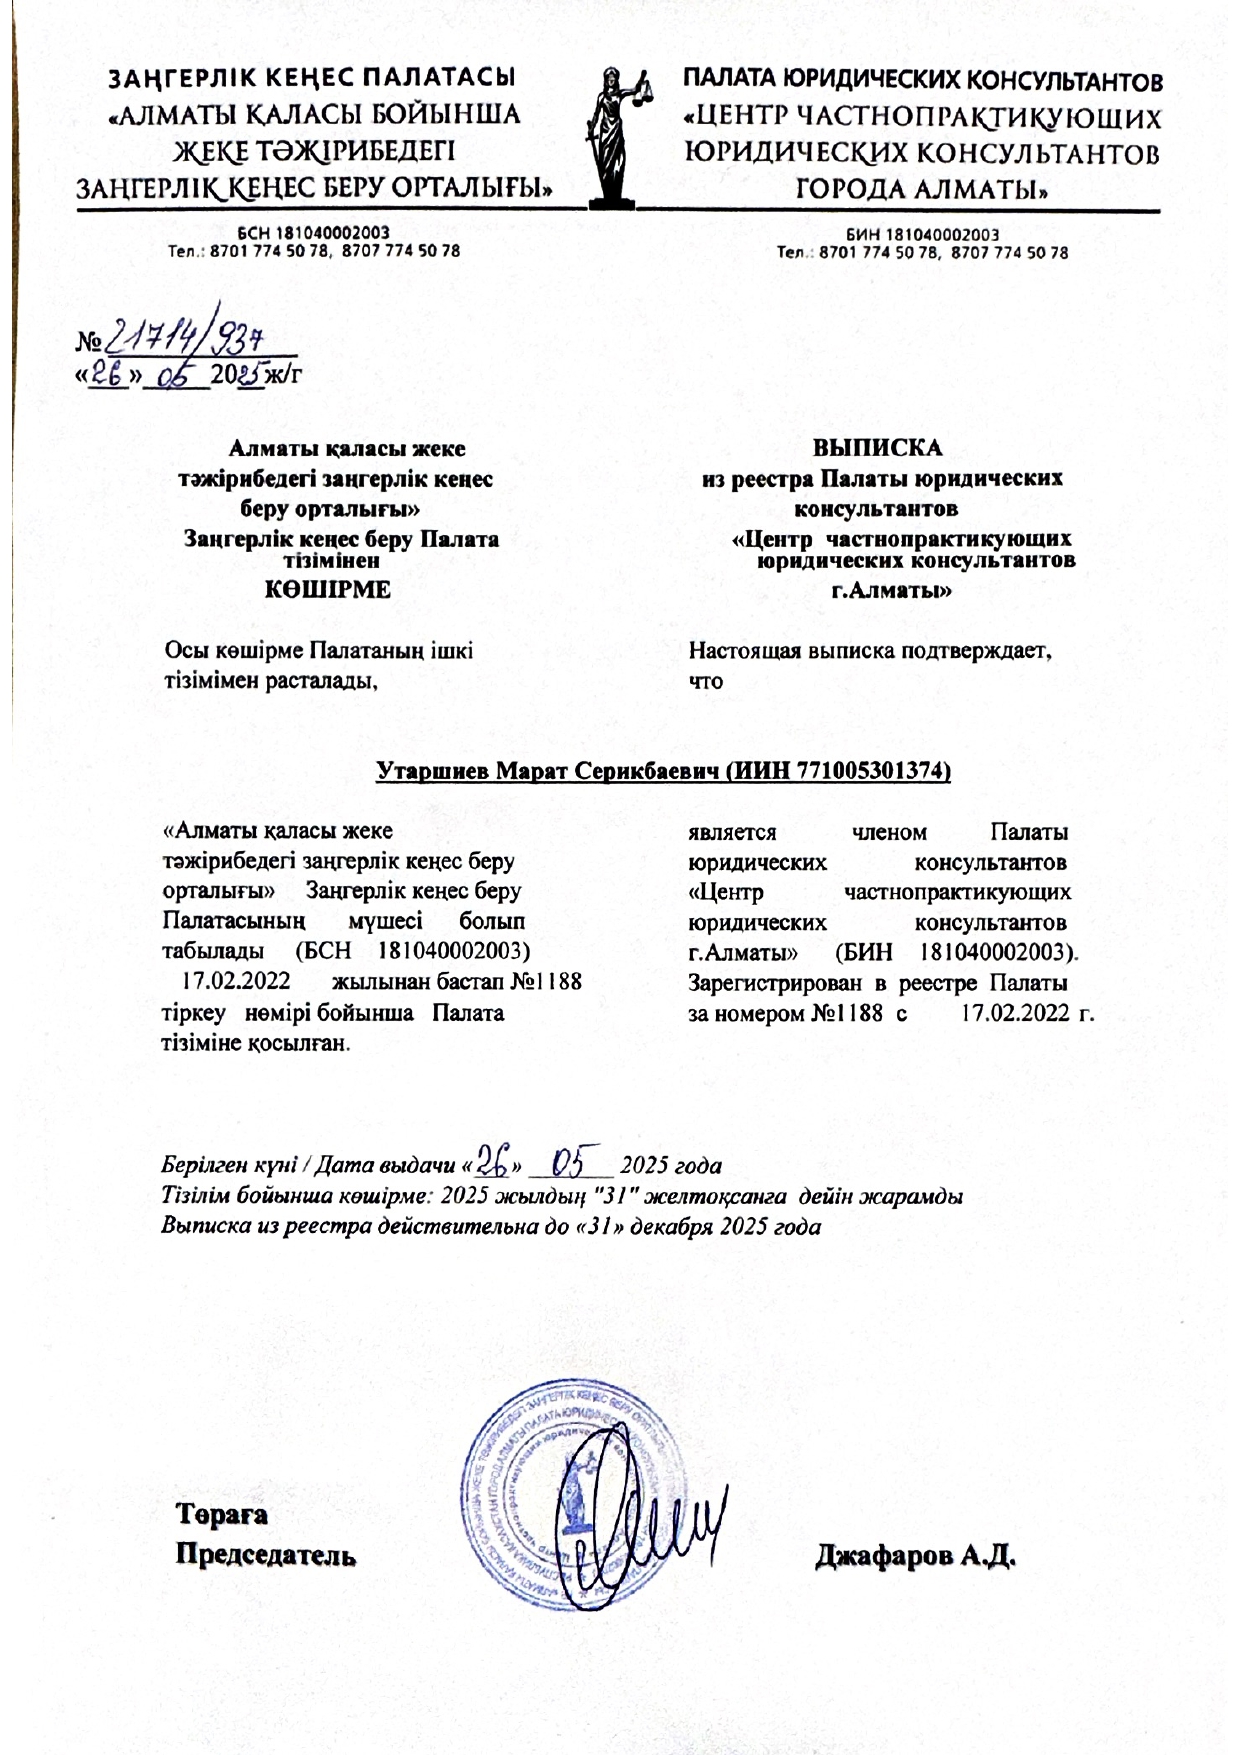 ЗАҢГЕРЛІК КЕҢЕС ПАЛАТАСЫ
«АЛМАТЫ ҚАЛАСЫ БОЙЫНША
ЖЕКЕ ТӘЖІРИБЕДЕГІ
ЗАҢГЕРЛІК КЕҢЕС БЕРУ ОРТАЛЫҒЫ»
БСН 181040002003
Тел.: 8701 774 50 78, 8707 774 50 78
ПАЛАТА ЮРИДИЧЕСКИХ КОНСУЛЬТАНТОВ
«ЦЕНТР ЧАСТНОПРАКТИКУЮЩИХ
ЮРИДИЧЕСКИХ КОНСУЛЬТАНТОВ
ГОРОДА АЛМАТЫ»
БИН 181040002003
Тел.: 8701 774 50 78, 8707 774 50 78
№ 21714/937
«26» 05 2025 ж/г
Алматы қаласы жеке
тәжірибедегі заңгерлік кеңес
беру орталығы»
Заңгерлік кеңес беру Палата
тізімінен
КӨШІРМЕ
Осы көшірме Палатаның ішкі
тізімімен расталады,
ВЫПИСКА
из реестра Палаты юридических
консультантов
«Центр частнопрактикующих
юридических консультантов
г.Алматы»
Настоящая выписка подтверждает,
что
Утаршиев Марат Серикбаевич (ИИН 771005301374)
«Алматы қаласы жеке
тәжірибедегі заңгерлік кеңес беру
орталығы» Заңгерлік кеңес беру
Палатасының мүшесі болып
табылады (БСН 181040002003)
17.02.2022 жылынан бастап №1188
тіркеу нөмірі бойынша Палата
тізіміне қосылған.
является членом Палаты
юридических консультантов
«Центр частнопрактикующих
юридических консультантов
г.Алматы» (БИН 181040002003).
Зарегистрирован в реестре Палаты
за номером №1188 с 17.02.2022 г.
Берілген күні / Дата выдачи «26» 05 2025 года
Тізілім бойынша көшірме: 2025 жылдың "31" желтоқсанга дейін жарамды
Выписка из реестра действительна до «31» декабря 2025 года
Төраға
Председатель
Джафаров А.Д.